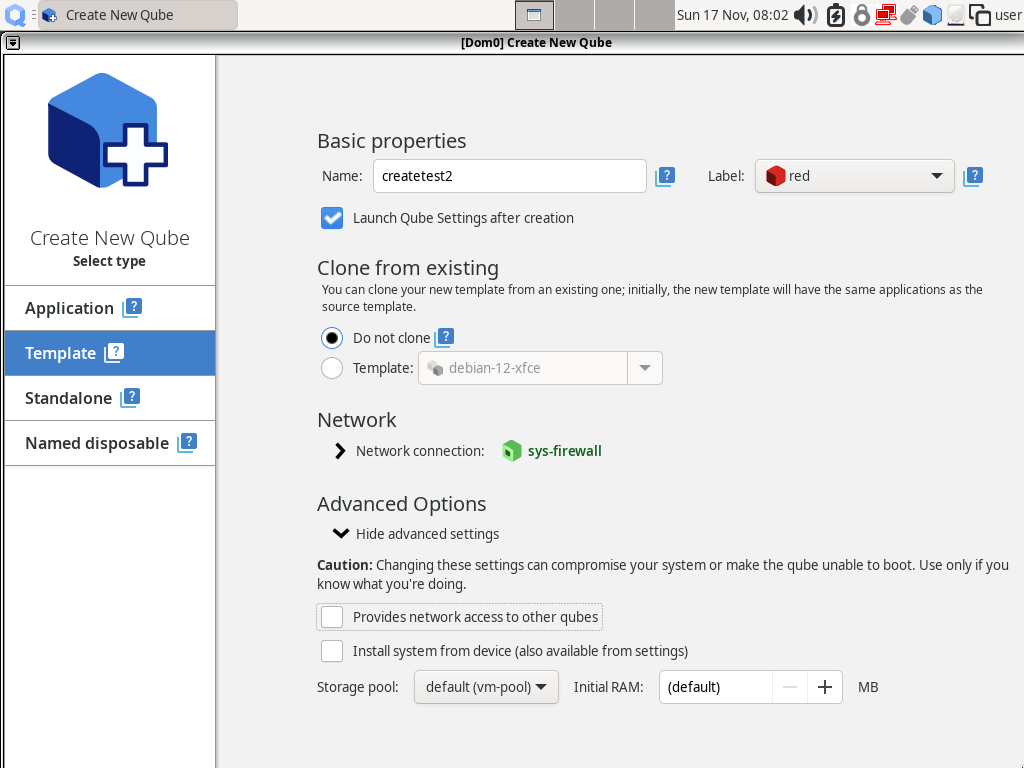 Create New Qube
Sun 17 Nov, 08:02
user
[Dom0] Create New Qube
Create New Qube
Select type
Application ?
Template ?
Standalone ?
Named disposable ?
Basic properties
Name: createtest2 ? Label: red ?
Launch Qube Settings after creation
Clone from existing
You can clone your new template from an existing one; initially, the new template will have the same applications as the
source template.
Do not clone ?
Template: debian-12-xfce
Network
Network connection: sys-firewall
Advanced Options
Hide advanced settings
Caution: Changing these settings can compromise your system or make the qube unable to boot. Use only if you
know what you're doing.
Provides network access to other qubes
Install system from device (also available from settings)
Storage pool: default (vm-pool) Initial RAM: (default) — + MB